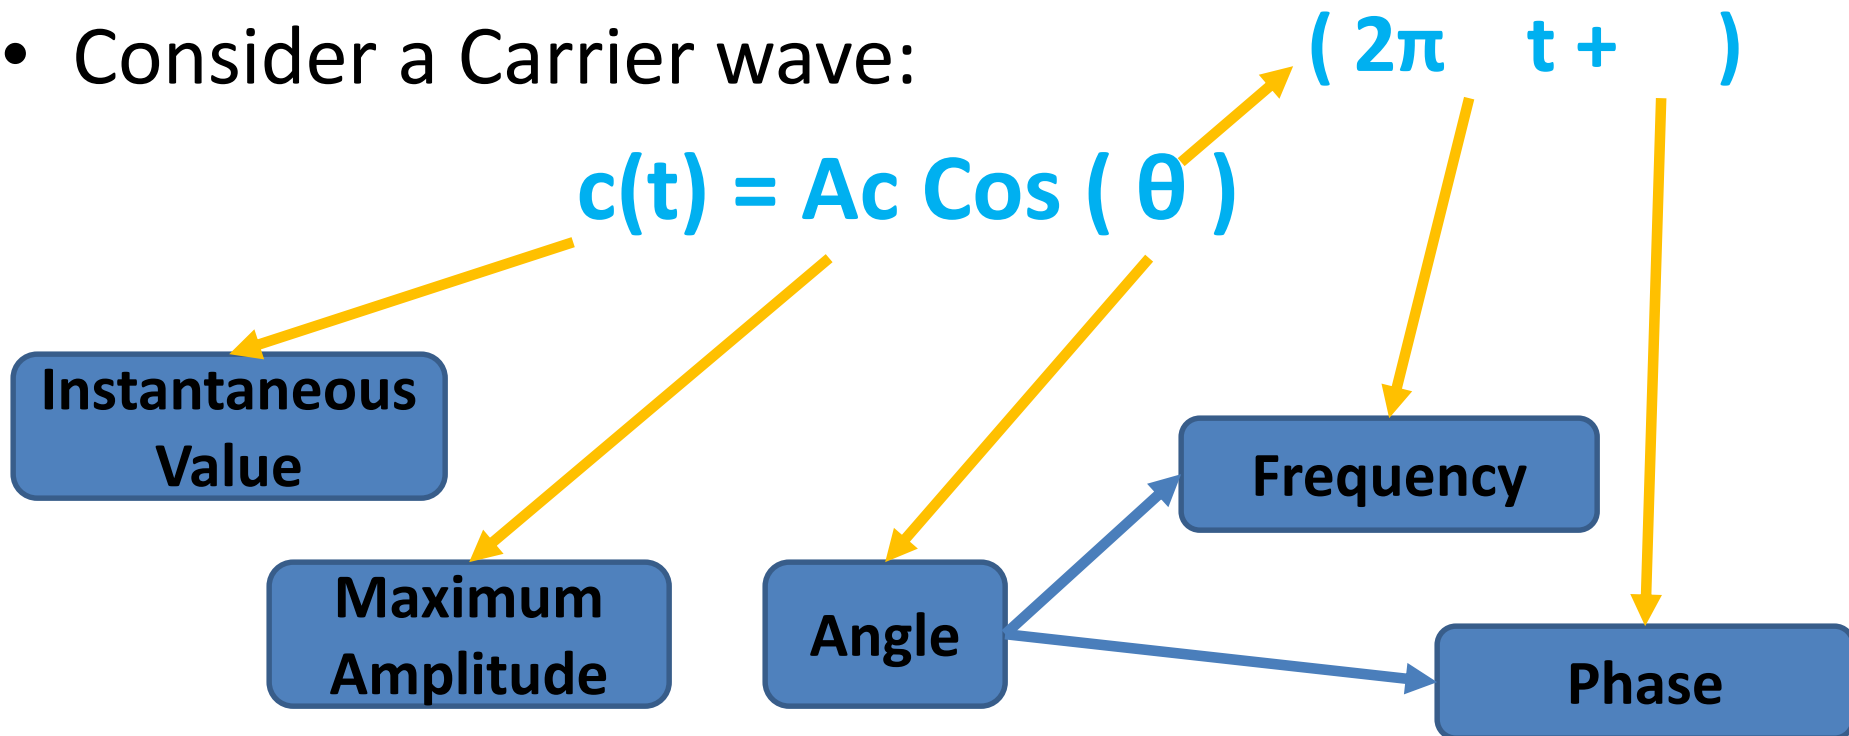 • Consider a Carrier wave:
( 2π t + )
c(t) = Ac Cos ( θ )
Instantaneous
Value
Frequency
Maximum
Amplitude
Angle
Phase